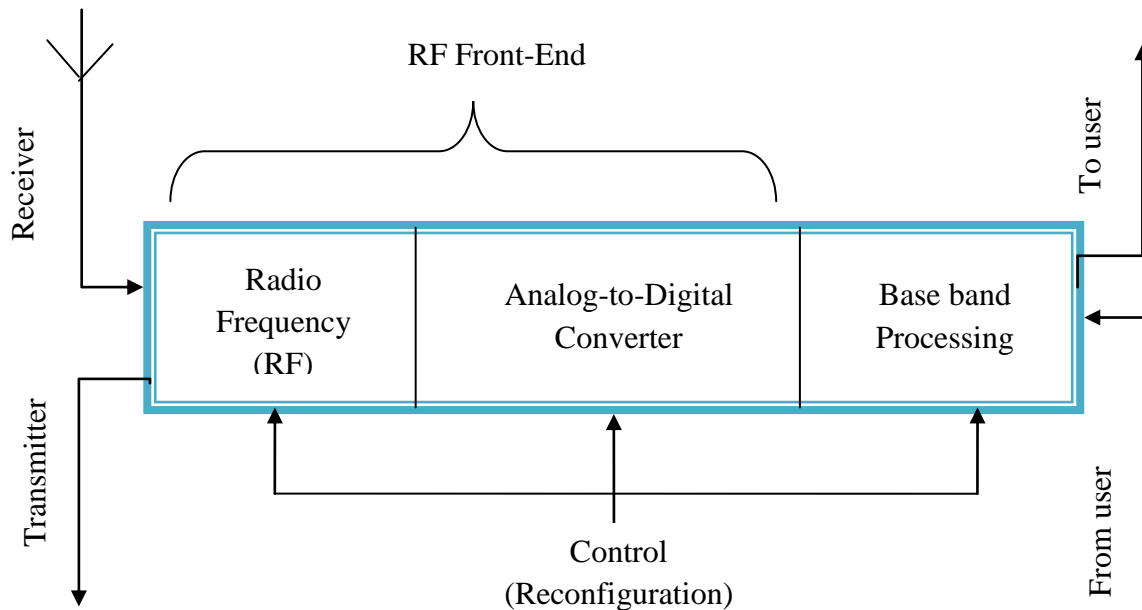 RF Front-End
Receiver
To user
Radio
Frequency
(RF)
Analog-to-Digital
Converter
Base band
Processing
Transmitter
From user
Control
(Reconfiguration)